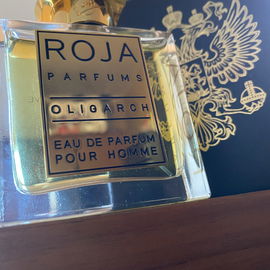 ROJA
PARFUMS
OLIGARCH
EAU DE PARFUM
POUR HOMME